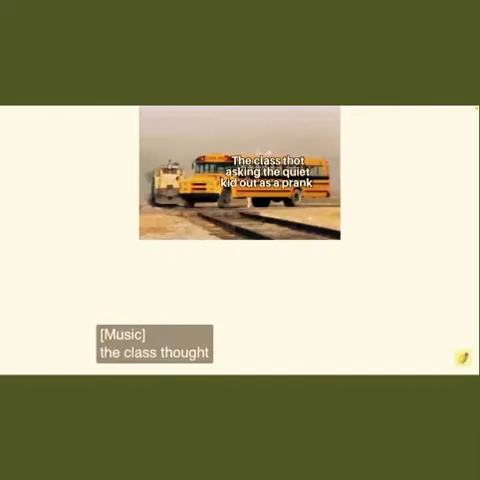 The class thot
asking the quiet
kid out as a prank
[Music]
the class thought